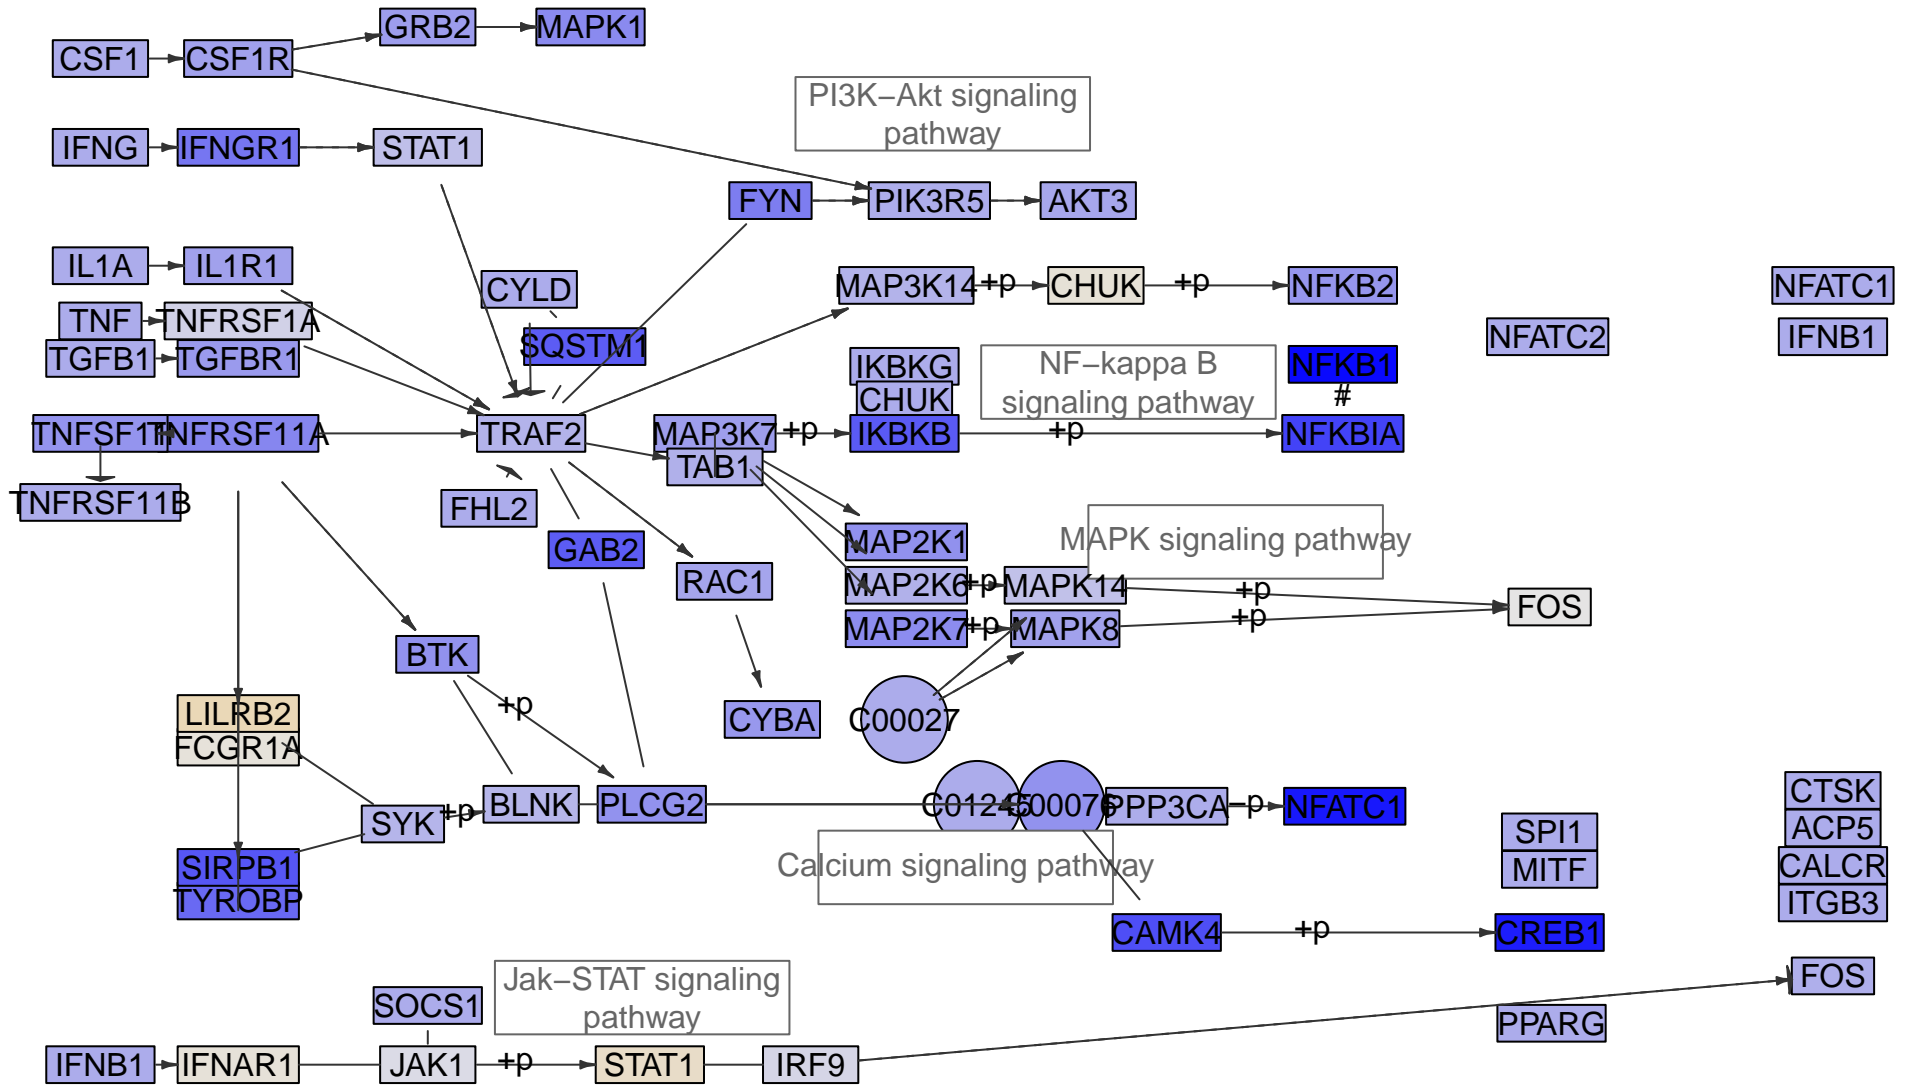 GRB2
MAPK1
CSF1
CSF1R
PI3K–Akt signaling
pathway
IFNG
IFNGR1
STAT1
FYN
PIK3R5
AKT3
IL1A
IL1R1
CYLD
MAP3K14
+p
CHUK
+p
NFKB2
NFATC1
TNF
TNFRSF1A
SQSTM1
NFATC2
IFNB1
TGFB1
TGFBR1
IKBKG
NF–kappa B
signaling pathway
NFKB1
#
CHUK
TNFSF11
TNFRSF11A
TRAF2
MAP3K7
+p
IKBKB
+p
NFKBIA
TAB1
TNFRSF11B
FHL2
GAB2
MAP2K1
MAPK signaling pathway
RAC1
MAP2K6
+p
MAPK14
+p
FOS
MAP2K7
+p
MAPK8
+p
BTK
+p
LILRB2
FCGR1A
CYBA
C00027
SYK
+p
BLNK
PLCG2
C01245
C00076
PPP3CA
–p
NFATC1
CTSK
SPI1
ACP5
SIRPB1
TYROBP
Calcium signaling pathway
MITF
CALCR
ITGB3
CAMK4
+p
CREB1
SOCS1
Jak–STAT signaling
pathway
FOS
PPARG
IFNB1
IFNAR1
JAK1
+p
STAT1
IRF9